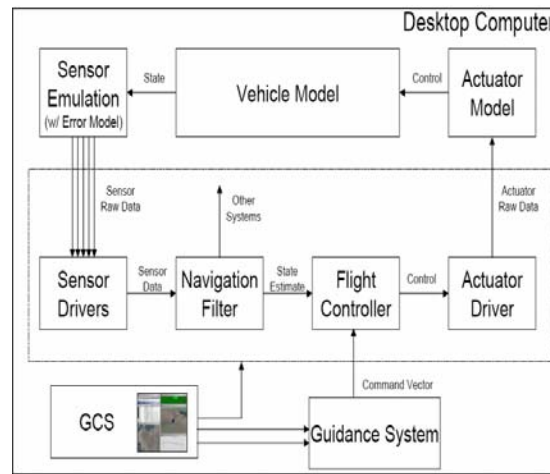 Desktop Computer
Sensor
Emulation
(w/ Error Model)
State
Vehicle Model
Control
Actuator
Model
Sensor
Raw Data
Other
Systems
Actuator
Raw Data
Sensor
Drivers
Sensor
Data
Navigation
Filter
State
Estimate
Flight
Controller
Control
Actuator
Driver
Command Vector
GCS
Guidance System